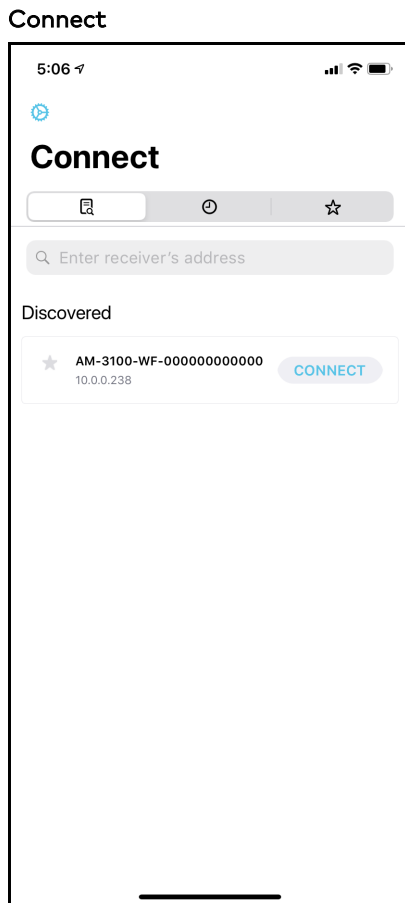 Connect
5:06
Connect
Enter receiver's address
Discovered
AM-3100-WF-000000000000
10.0.0.238
CONNECT